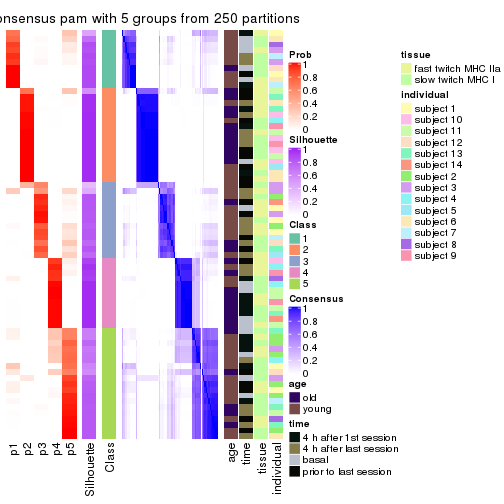 onsensus pam with 5 groups from 250 partitions
Prob
1
0.8
0.6
0.4
0.2
0
Silhouette
1
0.8
0.6
0.4
0.2
0
Class
1
2
3
4
5
Consensus
1
0.8
0.6
0.4
0.2
0
age
old
young
time
4 h after 1st session
4 h after last session
basal
prior to last session
tissue
fast twitch MHC IIa
slow twitch MHC I
individual
subject 1
subject 10
subject 11
subject 12
subject 13
subject 14
subject 2
subject 3
subject 4
subject 5
subject 6
subject 7
subject 8
subject 9
p1
p2
p3
p4
p5
Silhouette
Class
age
time
tissue
individual